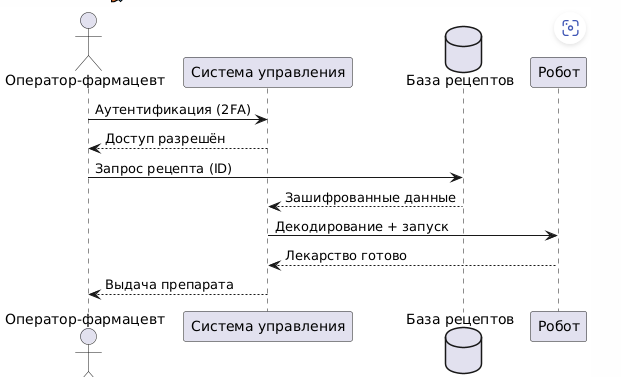 Оператор-фармацевт
Система управления
База рецептов
Робот
Аутентификация (2FA)
Доступ разрешён
Запрос рецепта (ID)
Зашифрованные данные
Декодирование + запуск
Лекарство готово
Выдача препарата
Оператор-фармацевт
Система управления
База рецептов
Робот